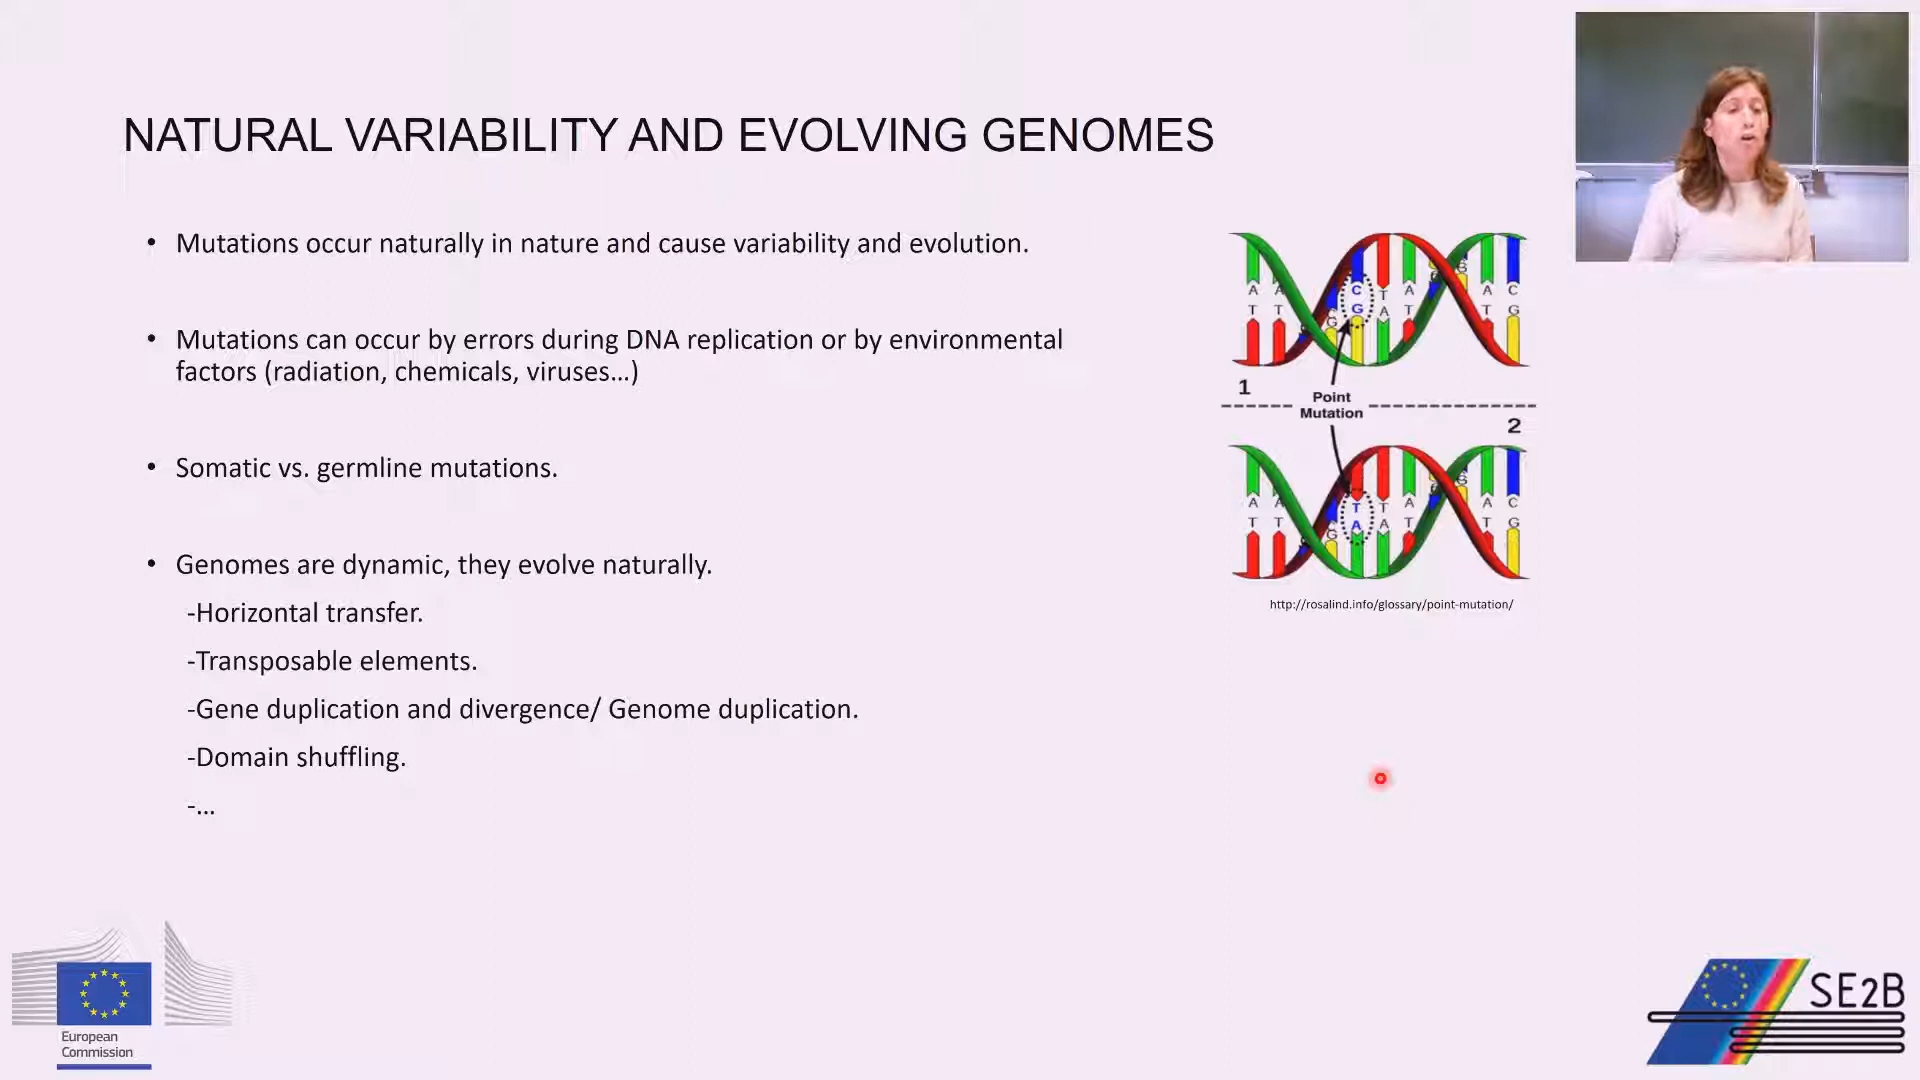 NATURAL VARIABILITY AND EVOLVING GENOMES
• Mutations occur naturally in nature and cause variability and evolution.
• Mutations can occur by errors during DNA replication or by environmental
factors (radiation, chemicals, viruses...)
• Somatic vs. germline mutations.
• Genomes are dynamic, they evolve naturally.
-Horizontal transfer.
-Transposable elements.
-Gene duplication and divergence/ Genome duplication.
-Domain shuffling.
-...
A A C T A A C
T T G G A T T G
1
Point
Mutation
2
A A T T A A C
T T G A A T T G
http://rosalind.info/glossary/point-mutation/
European
Commission
SE2B